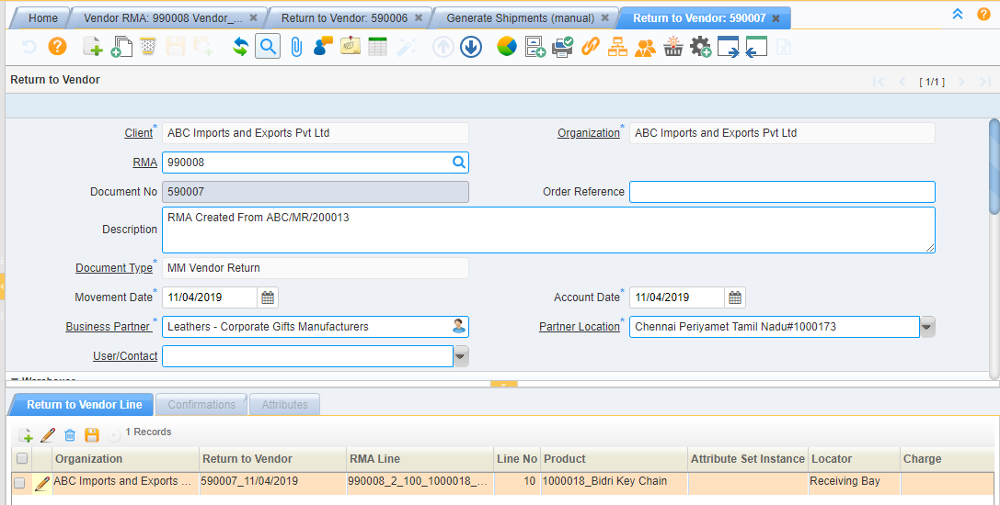 Home Vendor RMA: 990008 Vendor_... Return to Vendor: 590006 Generate Shipments (manual) Return to Vendor: 590007
Return to Vendor [ 1/1 ]
Client* ABC Imports and Exports Pvt Ltd Organization* ABC Imports and Exports Pvt Ltd
RMA 990008
Document No 590007 Order Reference
Description RMA Created From ABC/MR/200013
Document Type* MM Vendor Return
Movement Date* 11/04/2019 Account Date* 11/04/2019
Business Partner* Leathers - Corporate Gifts Manufacturers Partner Location* Chennai Periyamet Tamil Nadu#1000173
User/Contact
Return to Vendor Line Confirmations Attributes
1 Records
Organization Return to Vendor RMA Line Line No Product Attribute Set Instance Locator Charge
ABC Imports and Exports ... 590007_11/04/2019 990008_2_100_1000018_... 10 1000018_Bidri Key Chain Receiving Bay